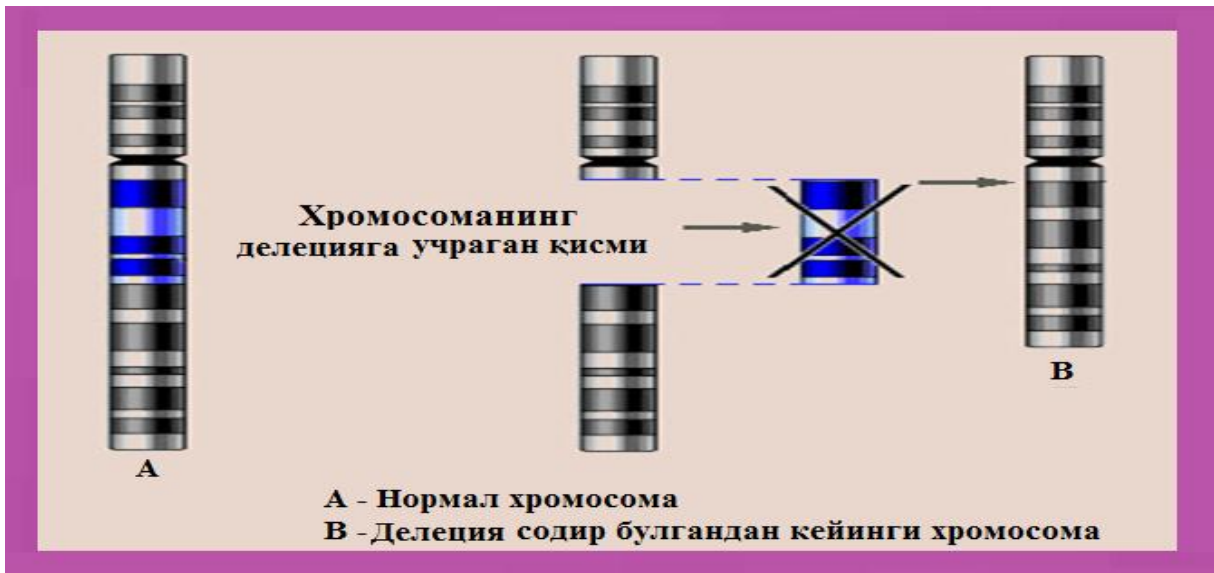 Хромосоманинг
делецияга учраган қисми
А
В
А - Нормал хромосома
В - Делеция содир булгандан кейинги хромосома